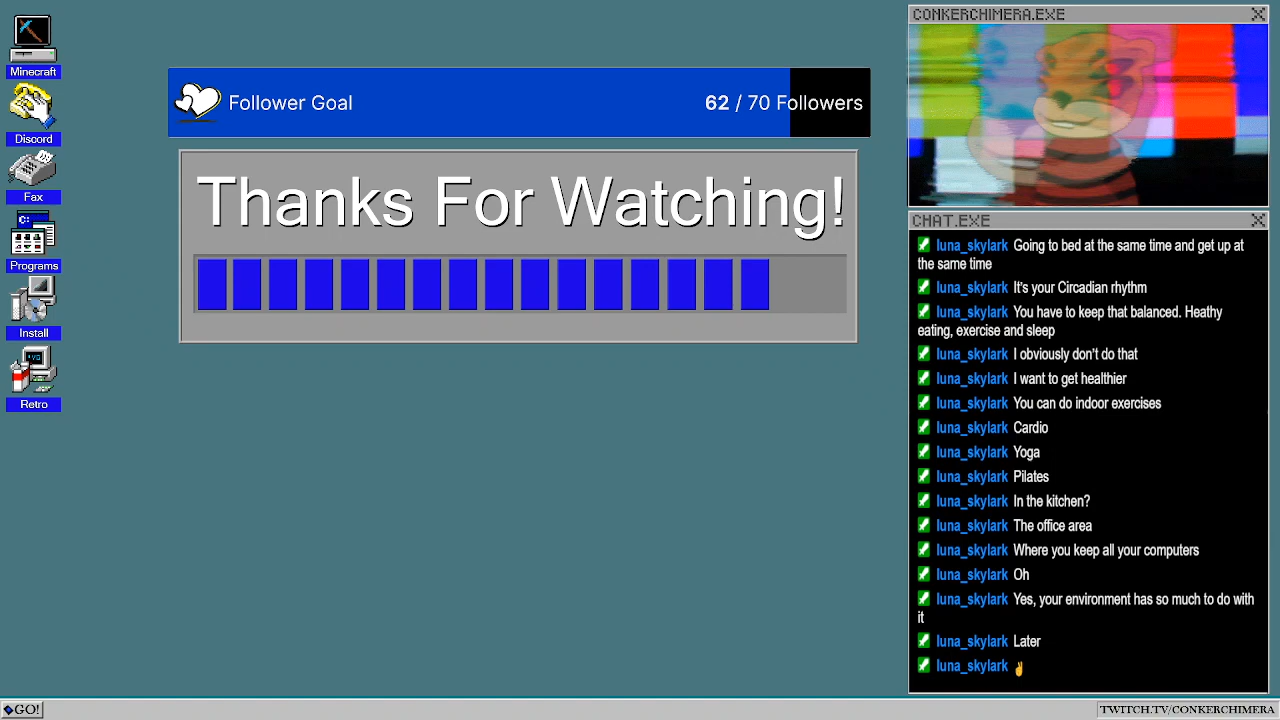 Minecraft
Discord
Fax
C:
Programs
Install
Retro
Follower Goal
62 / 70 Followers
Thanks For Watching!
CONKERCHIMERA.EXE
CHAT.EXE
luna_skylark Going to bed at the same time and get up at
the same time
luna_skylark It's your Circadian rhythm
luna_skylark You have to keep that balanced. Heathy
eating, exercise and sleep
luna_skylark I obviously don't do that
luna_skylark I want to get healthier
luna_skylark You can do indoor exercises
luna_skylark Cardio
luna_skylark Yoga
luna_skylark Pilates
luna_skylark In the kitchen?
luna_skylark The office area
luna_skylark Where you keep all your computers
luna_skylark Oh
luna_skylark Yes, your environment has so much to do with
it
luna_skylark Later
luna_skylark ✌
GO!
TWITCH.TV/CONKERCHIMERA